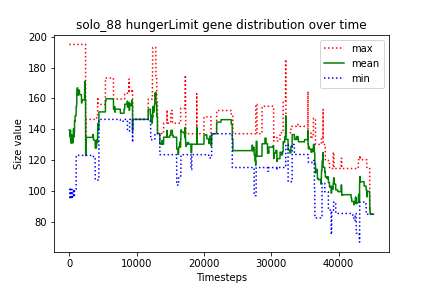 solo_88 hungerLimit gene distribution over time
max
mean
min
Size value
200
180
160
140
120
100
80
0
10000
20000
30000
40000
Timesteps